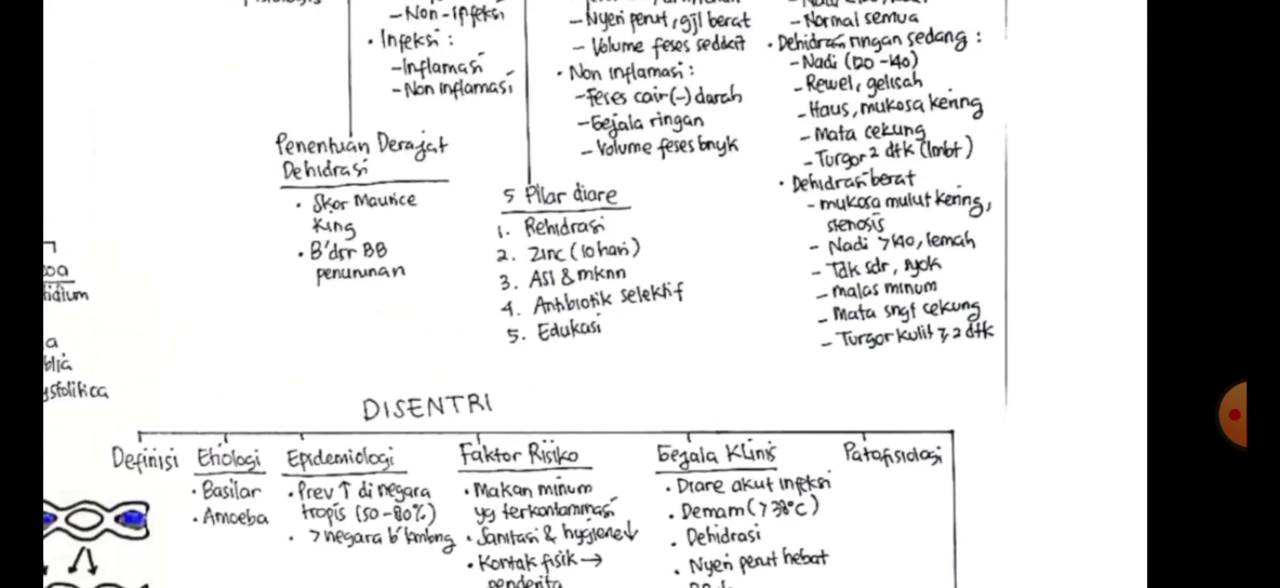 - Non-infeksi
• Infeksi :
- Inflamasi
- Non Inflamasi
Penentuan Derajat
Dehidrasi
• Skor Maurice
King
• B'dsr BB
penurunan
- Nyeri perut, gjl berat
- Volume feses sedikit
• Non inflamasi :
- Feses cair (-) darah
- Gejala ringan
- Volume feses bnyk
5 Pilar diare
1. Rehidrasi
2. Zinc (10 hari)
3. ASI & mknn
4. Antibiotik selektif
5. Edukasi
- Normal semua
• Dehidrasi ringan sedang :
- Nadi (120 - 140)
- Rewel, gelisah
- Haus, mukosa kering
- Mata cekung
- Turgor 2 dtk (lmbt)
• Dehidrasi berat
- mukosa mulut kering,
stenosis
- Nadi >140, lemah
- Tdk sdr, syok
- malas minum
- Mata sngt cekung
- Turgor kulit ≥ 2 dtk
DISENTRI
Definisi
Etiologi
• Basilar
• Amoeba
Epidemiologi
• Prev ↑ di negara
tropis (50-80%)
• > negara b'kmbng
Faktor Risiko
• Makan minum
yg terkontaminasi
• Sanitasi & hygiene ↓
• Kontak fisik →
penderita
Gejala Klinis
• Diare akut infeksi
• Demam (>38°C)
• Dehidrasi
• Nyeri perut hebat
Patofisiologi